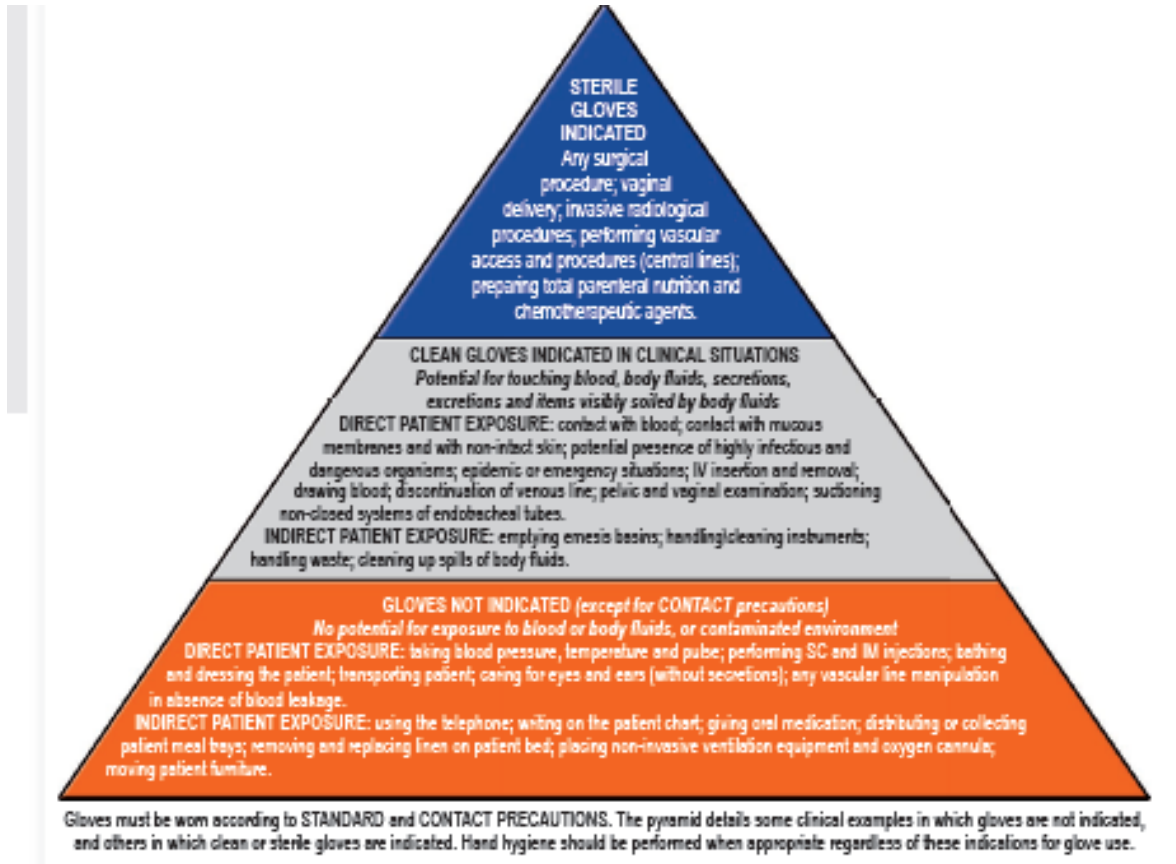 STERILE
GLOVES
INDICATED
Any surgical
procedure; vaginal
delivery; invasive radiological
procedures; performing vascular
access and procedures (central lines);
preparing total parenteral nutrition and
chemotherapeutic agents.
CLEAN GLOVES INDICATED IN CLINICAL SITUATIONS
Potential for touching blood, body fluids, secretions,
excretions and items visibly soiled by body fluids
DIRECT PATIENT EXPOSURE: contact with blood; contact with mucous
membranes and with non-intact skin; potential presence of highly infectious and
dangerous organisms; epidemic or emergency situations; IV insertion and removal;
drawing blood; discontinuation of venous line; pelvic and vaginal examination; suctioning
non-closed systems of endotracheal tubes.
INDIRECT PATIENT EXPOSURE: emptying emesis basins; handling\cleaning instruments;
handling waste; cleaning up spills of body fluids.
GLOVES NOT INDICATED (except for CONTACT precautions)
No potential for exposure to blood or body fluids, or contaminated environment
DIRECT PATIENT EXPOSURE: taking blood pressure, temperature and pulse; performing SC and IM injections; bathing
and dressing the patient; transporting patient; caring for eyes and ears (without secretions); any vascular line manipulation
in absence of blood leakage.
INDIRECT PATIENT EXPOSURE: using the telephone; writing on the patient chart; giving oral medication; distributing or collecting
patient meal trays; removing and replacing linen on patient bed; placing non-invasive ventilation equipment and oxygen cannula;
moving patient furniture.
Gloves must be worn according to STANDARD and CONTACT PRECAUTIONS. The pyramid details some clinical examples in which gloves are not indicated,
and others in which clean or sterile gloves are indicated. Hand hygiene should be performed when appropriate regardless of these indications for glove use.